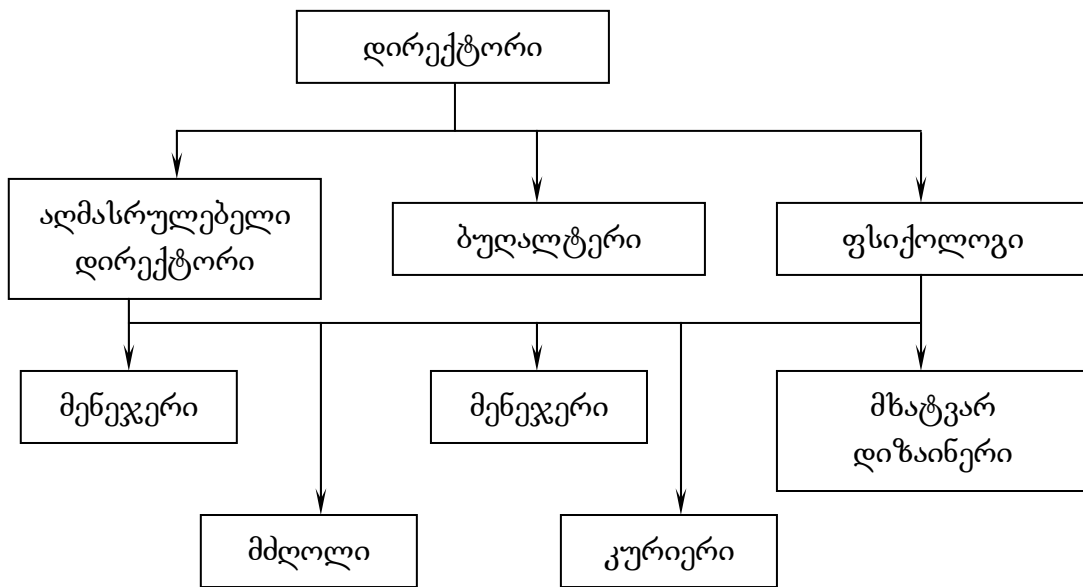 დირექტორი
აღმასრულებელი
დირექტორი
ბუღალტერი
ფსიქოლოგი
მენეჯერი
მენეჯერი
მხატვარ
დიზაინერი
მძღოლი
კურიერი